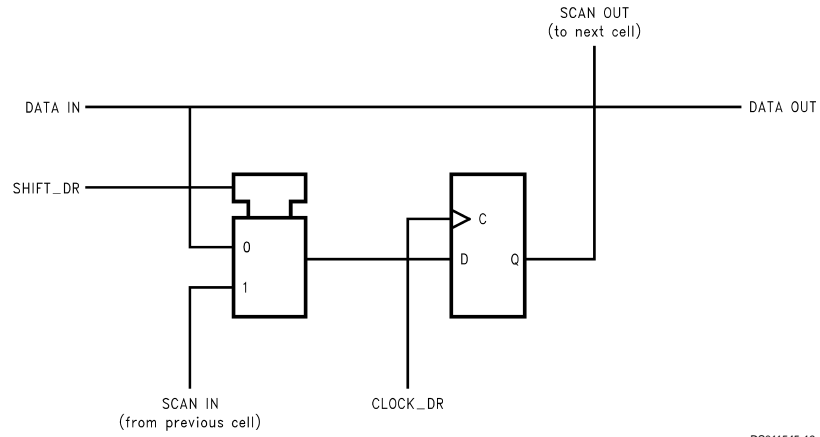 SCAN OUT
(to next cell)
DATA IN
DATA OUT
SHIFT_DR
C
0
D
Q
1
SCAN IN
(from previous cell)
CLOCK_DR